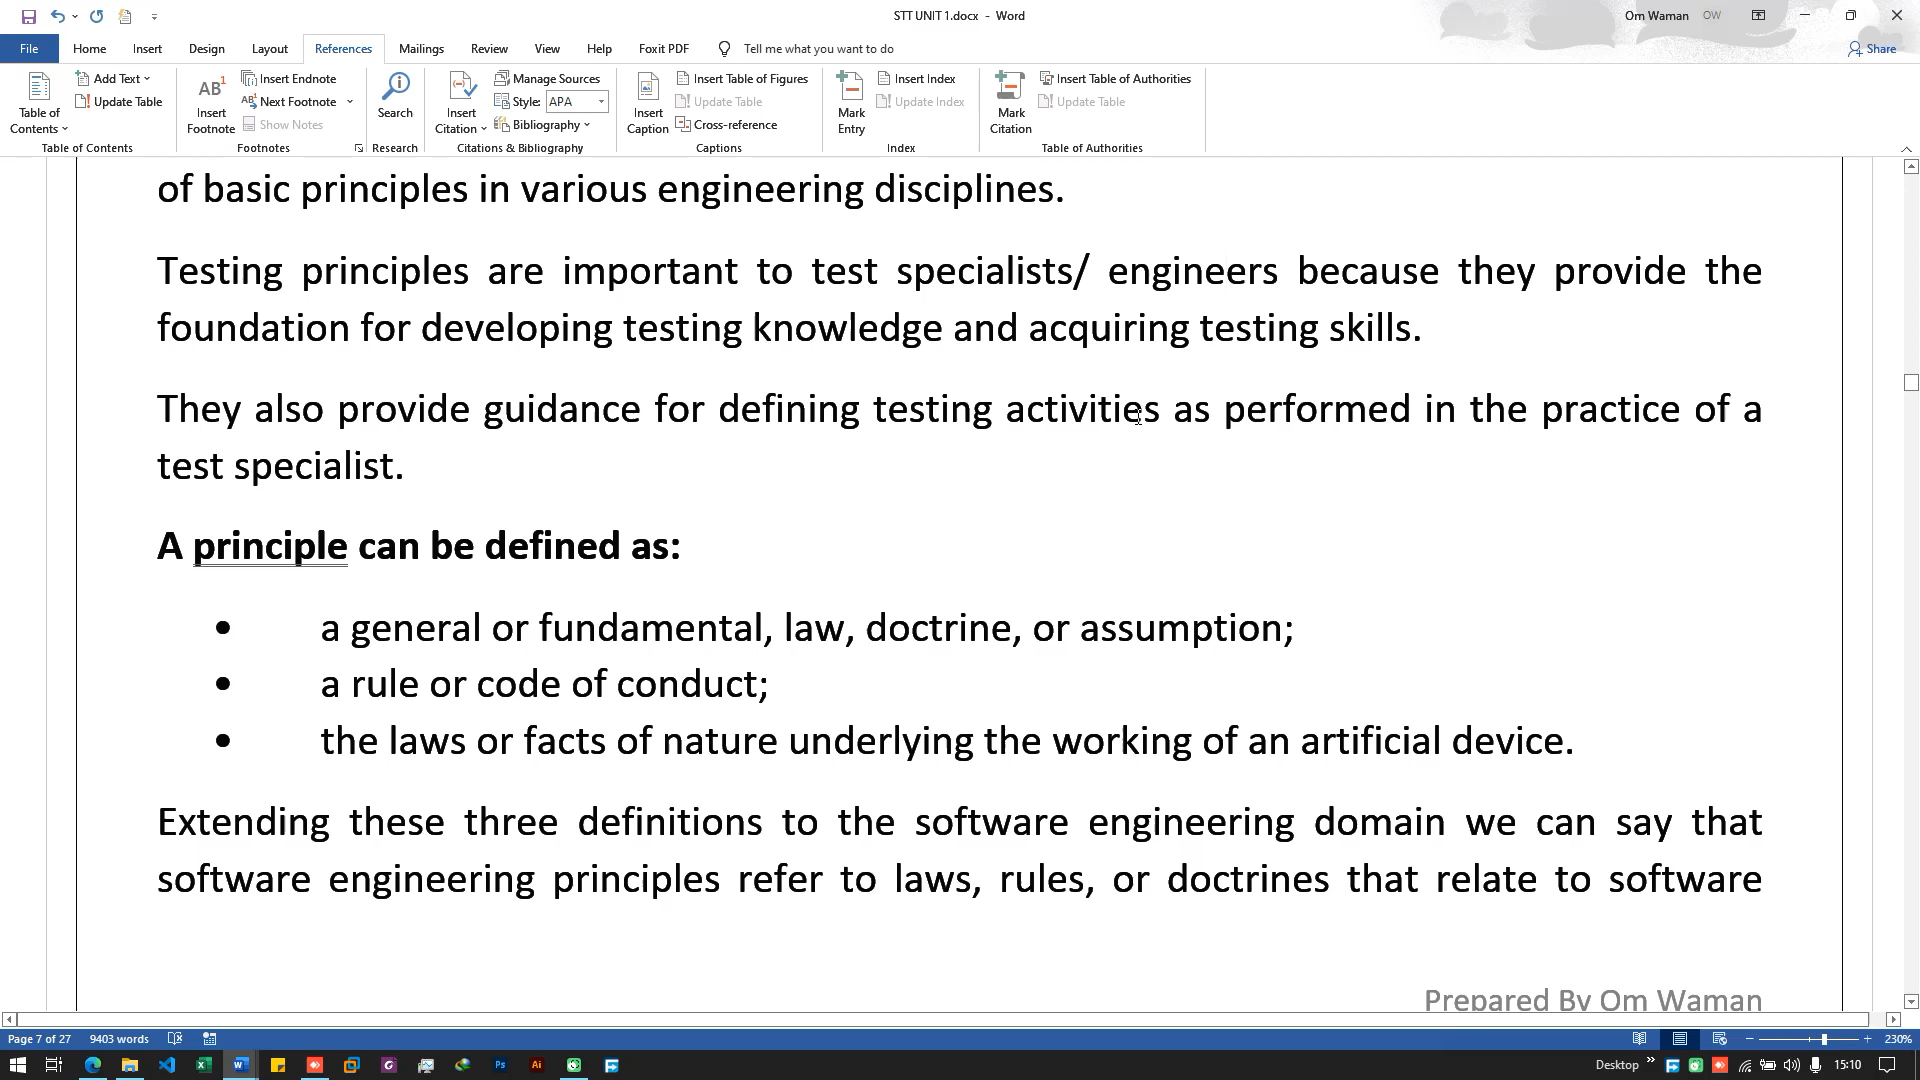 STT UNIT 1.docx - Word
Om Waman OW
File Home Insert Design Layout References Mailings Review View Help Foxit PDF Tell me what you want to do Share
Table of Contents
Add Text
Update Table
Table of Contents
AB1 Insert Footnote
Insert Endnote
Next Footnote
Show Notes
Footnotes
Search
Research
Insert Citation
Manage Sources
Style: APA
Bibliography
Citations & Bibliography
Insert Caption
Insert Table of Figures
Update Table
Cross-reference
Captions
Mark Entry
Insert Index
Update Index
Index
Mark Citation
Insert Table of Authorities
Update Table
Table of Authorities
of basic principles in various engineering disciplines.
Testing principles are important to test specialists/ engineers because they provide the
foundation for developing testing knowledge and acquiring testing skills.
They also provide guidance for defining testing activities as performed in the practice of a
test specialist.
A principle can be defined as:
• a general or fundamental, law, doctrine, or assumption;
• a rule or code of conduct;
• the laws or facts of nature underlying the working of an artificial device.
Extending these three definitions to the software engineering domain we can say that
software engineering principles refer to laws, rules, or doctrines that relate to software
Prepared By Om Waman
Page 7 of 27 9403 words 230%
Desktop 15:10